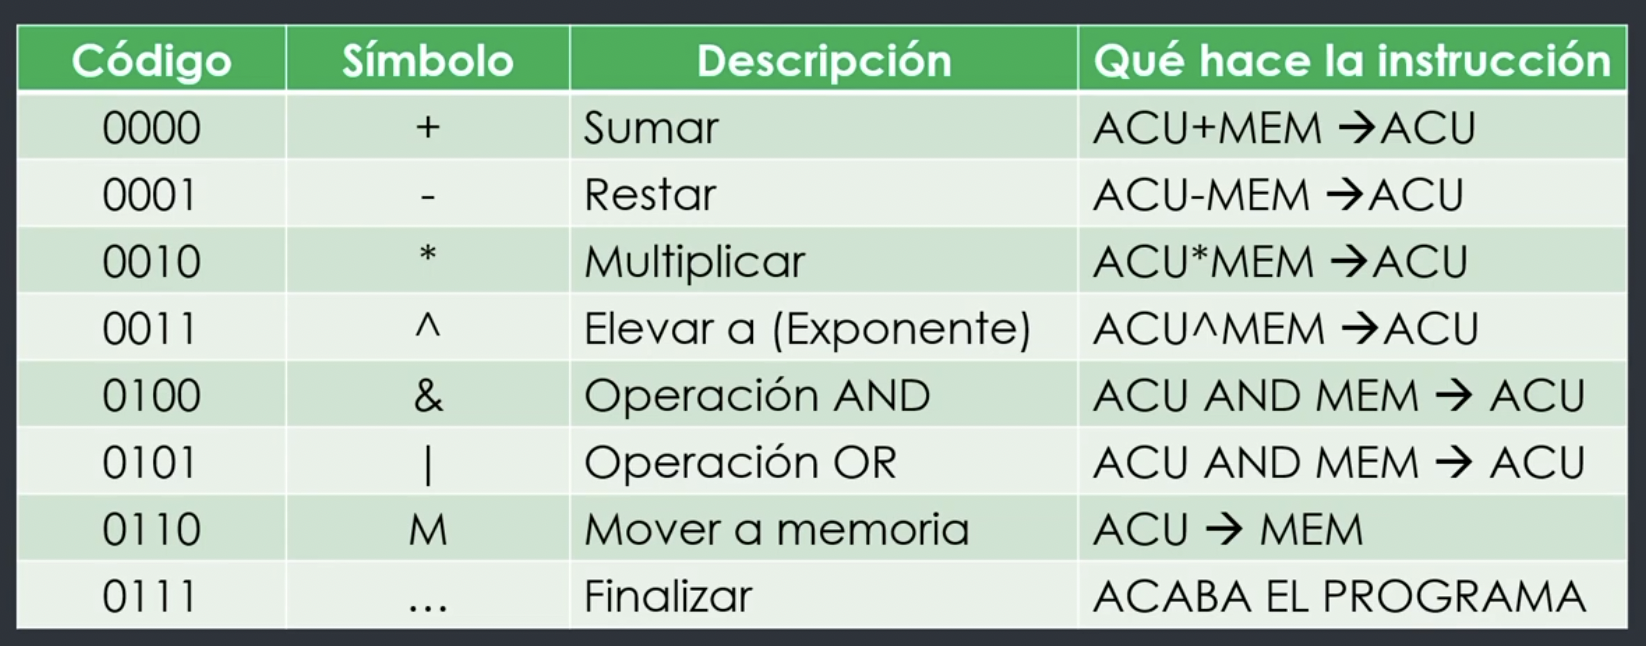 Código Símbolo Descripción Qué hace la instrucción
0000 + Sumar ACU+MEM →ACU
0001 - Restar ACU-MEM →ACU
0010 * Multiplicar ACU*MEM →ACU
0011 ^ Elevar a (Exponente) ACU^MEM →ACU
0100 & Operación AND ACU AND MEM → ACU
0101 | Operación OR ACU AND MEM → ACU
0110 M Mover a memoria ACU → MEM
0111 ... Finalizar ACABA EL PROGRAMA